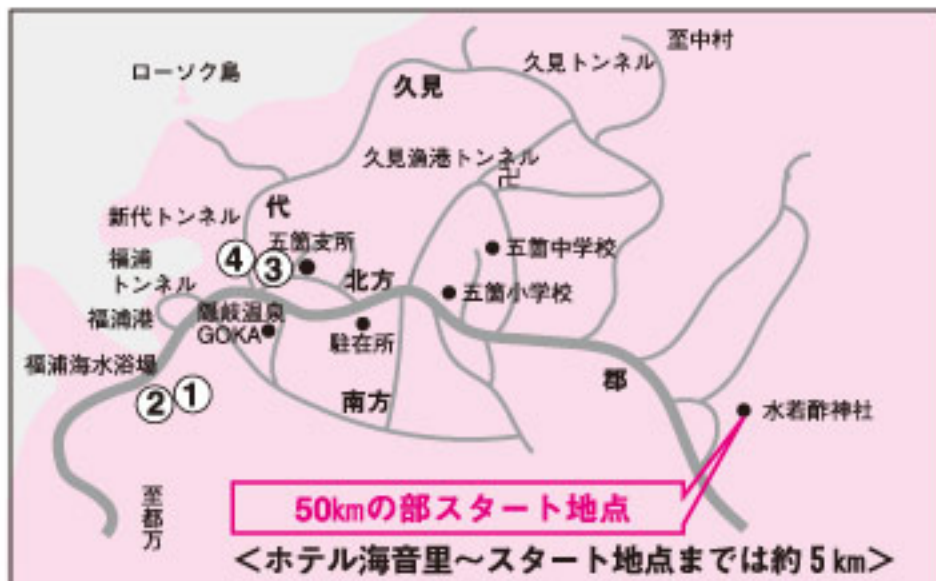 至中村
久見トンネル
ローソク島
久見
久見漁港トンネル
卍
新代トンネル
代
五箇支所
④
③
五箇中学校
福浦
トンネル
北方
五箇小学校
福浦港
隠岐温泉
GOKA
駐在所
福浦海水浴場
②
①
南方
郡
水若酢神社
至都万
50kmの部スタート地点
＜ホテル海音里～スタート地点までは約5km＞